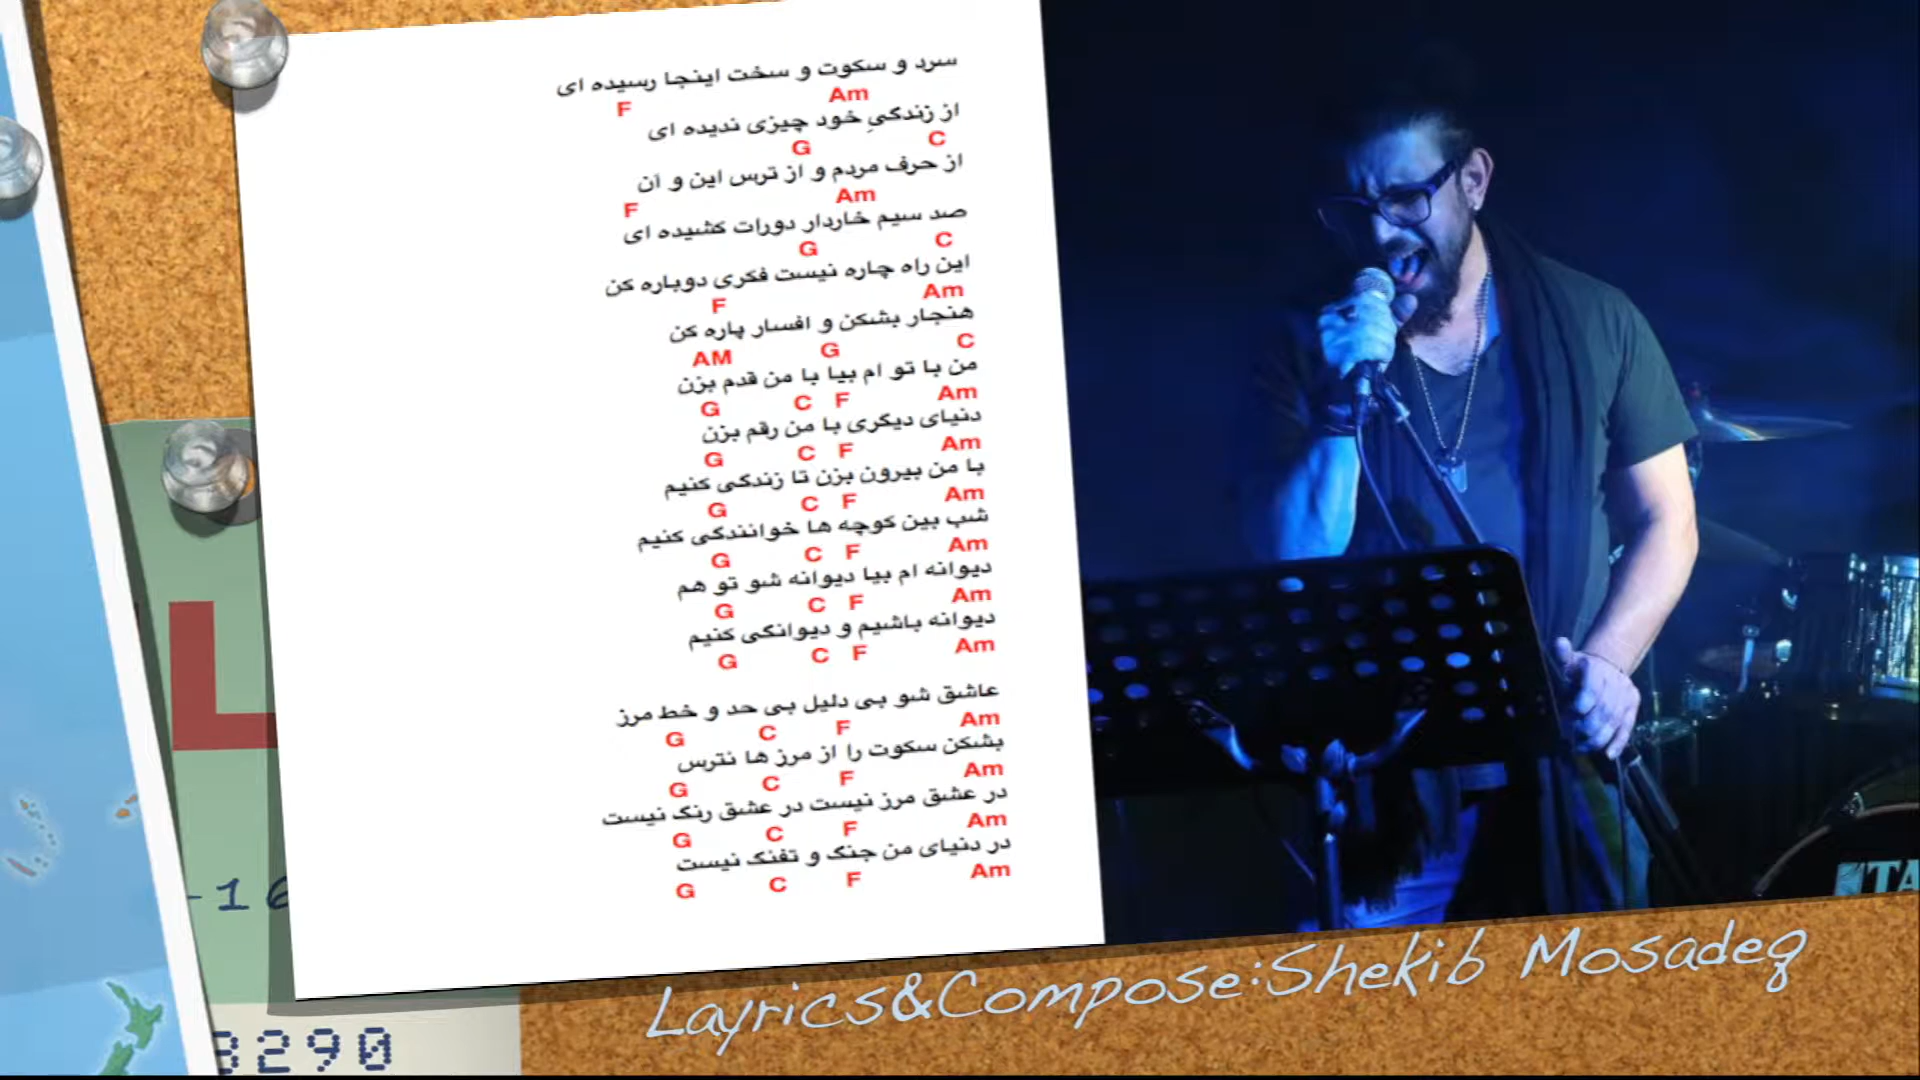 سرد و سکوت و سخت اینجا رسیده ای
F Am
از زندگیِ خود چیزی ندیده ای
G C
از حرف مردم و از ترس این و آن
F Am
صد سیم خاردار دورات کشیده ای
G C
این راه چاره نیست فکری دوباره کن
F Am
هنجار بشکن و افسار پاره کن
AM G C
من با تو ام بیا با من قدم بزن
G C F Am
دنیای دیگری با من رقم بزن
G C F Am
با من بیرون بزن تا زندگی کنیم
G C F Am
شب بین کوچه ها خوانندگی کنیم
G C F Am
دیوانه ام بیا دیوانه شو تو هم
G C F Am
دیوانه باشیم و دیوانگی کنیم
G C F Am
عاشق شو بی دلیل بی حد و خط مرز
G C F Am
بشکن سکوت را از مرز ها نترس
G C F Am
در عشق مرز نیست در عشق رنگ نیست
G C F Am
در دنیای من جنگ و تفنگ نیست
G C F Am
Layrics&Compose:Shekib Mosadeq
L
-16
3290
TA